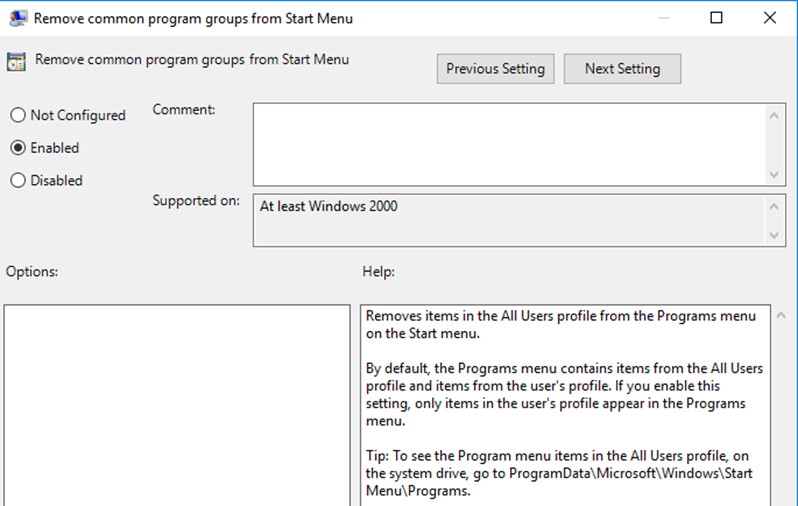 Remove common program groups from Start Menu
Remove common program groups from Start Menu
Previous Setting
Next Setting
Not Configured
Comment:
Enabled
Disabled
Supported on:
At least Windows 2000
Options:
Help:
Removes items in the All Users profile from the Programs menu
on the Start menu.
By default, the Programs menu contains items from the All Users
profile and items from the user's profile. If you enable this
setting, only items in the user's profile appear in the Programs
menu.
Tip: To see the Program menu items in the All Users profile, on
the system drive, go to ProgramData\Microsoft\Windows\Start
Menu\Programs.